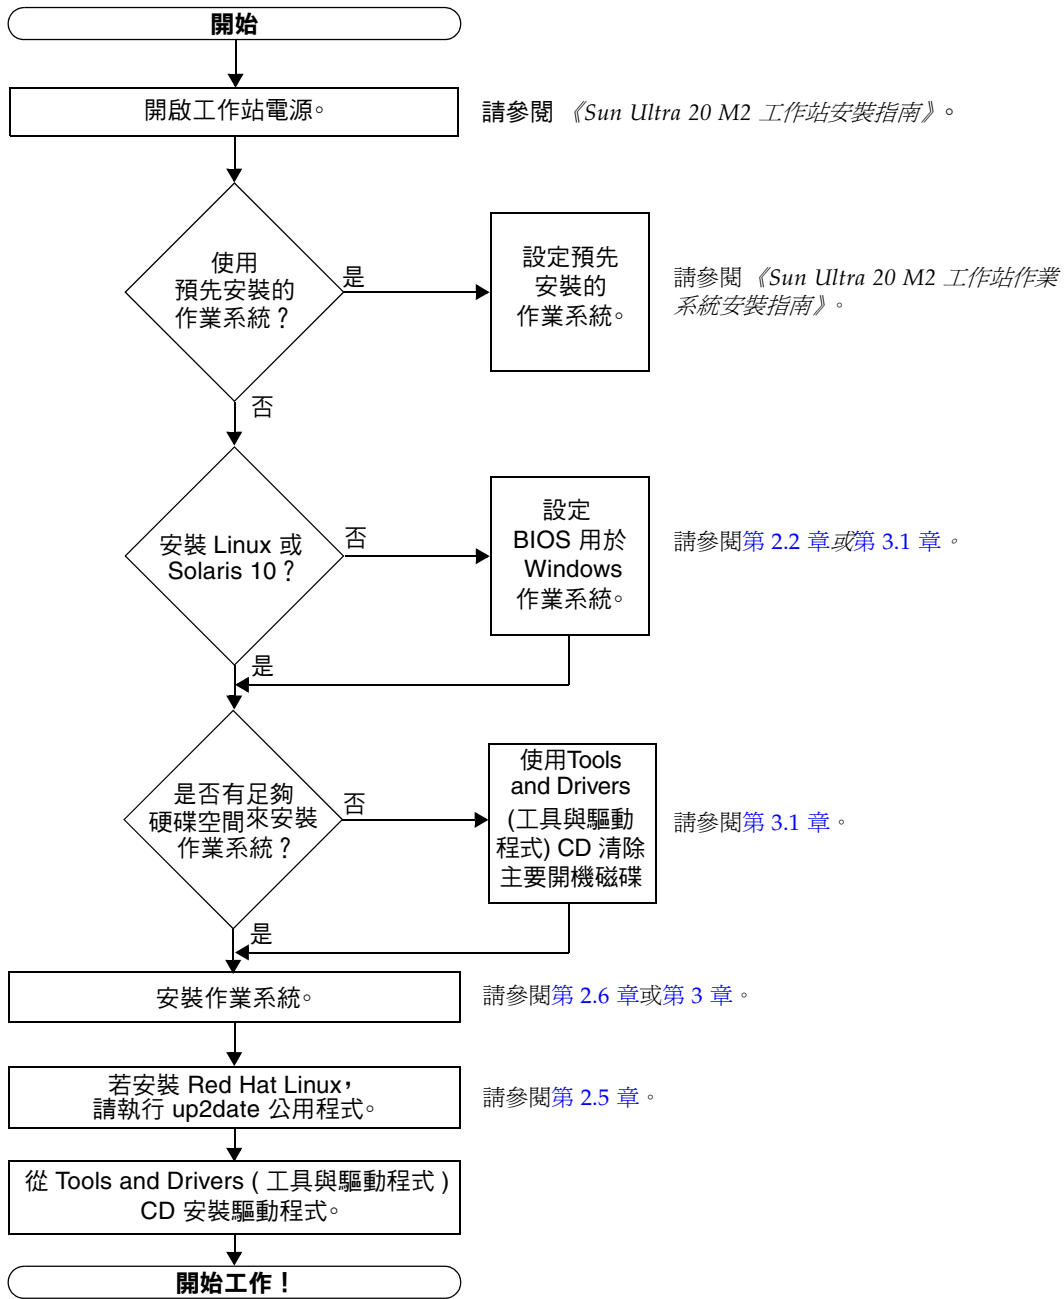 開始
開啟工作站電源。
請參閱 《Sun Ultra 20 M2 工作站安裝指南》。
使用
預先安裝的
作業系統？
是
設定預先
安裝的
作業系統。
請參閱《Sun Ultra 20 M2 工作站作業
系統安裝指南》。
否
安裝 Linux 或
Solaris 10？
否
設定
BIOS 用於
Windows
作業系統。
請參閱第 2.2 章或第 3.1 章。
是
是否有足夠
硬碟空間來安裝
作業系統？
否
使用Tools
and Drivers
(工具與驅動
程式) CD 清除
主要開機磁碟
請參閱第 3.1 章。
是
安裝作業系統。
請參閱第 2.6 章或第 3 章。
若安裝 Red Hat Linux，
請執行 up2date 公用程式。
請參閱第 2.5 章。
從 Tools and Drivers ( 工具與驅動程式 )
CD 安裝驅動程式。
開始工作！